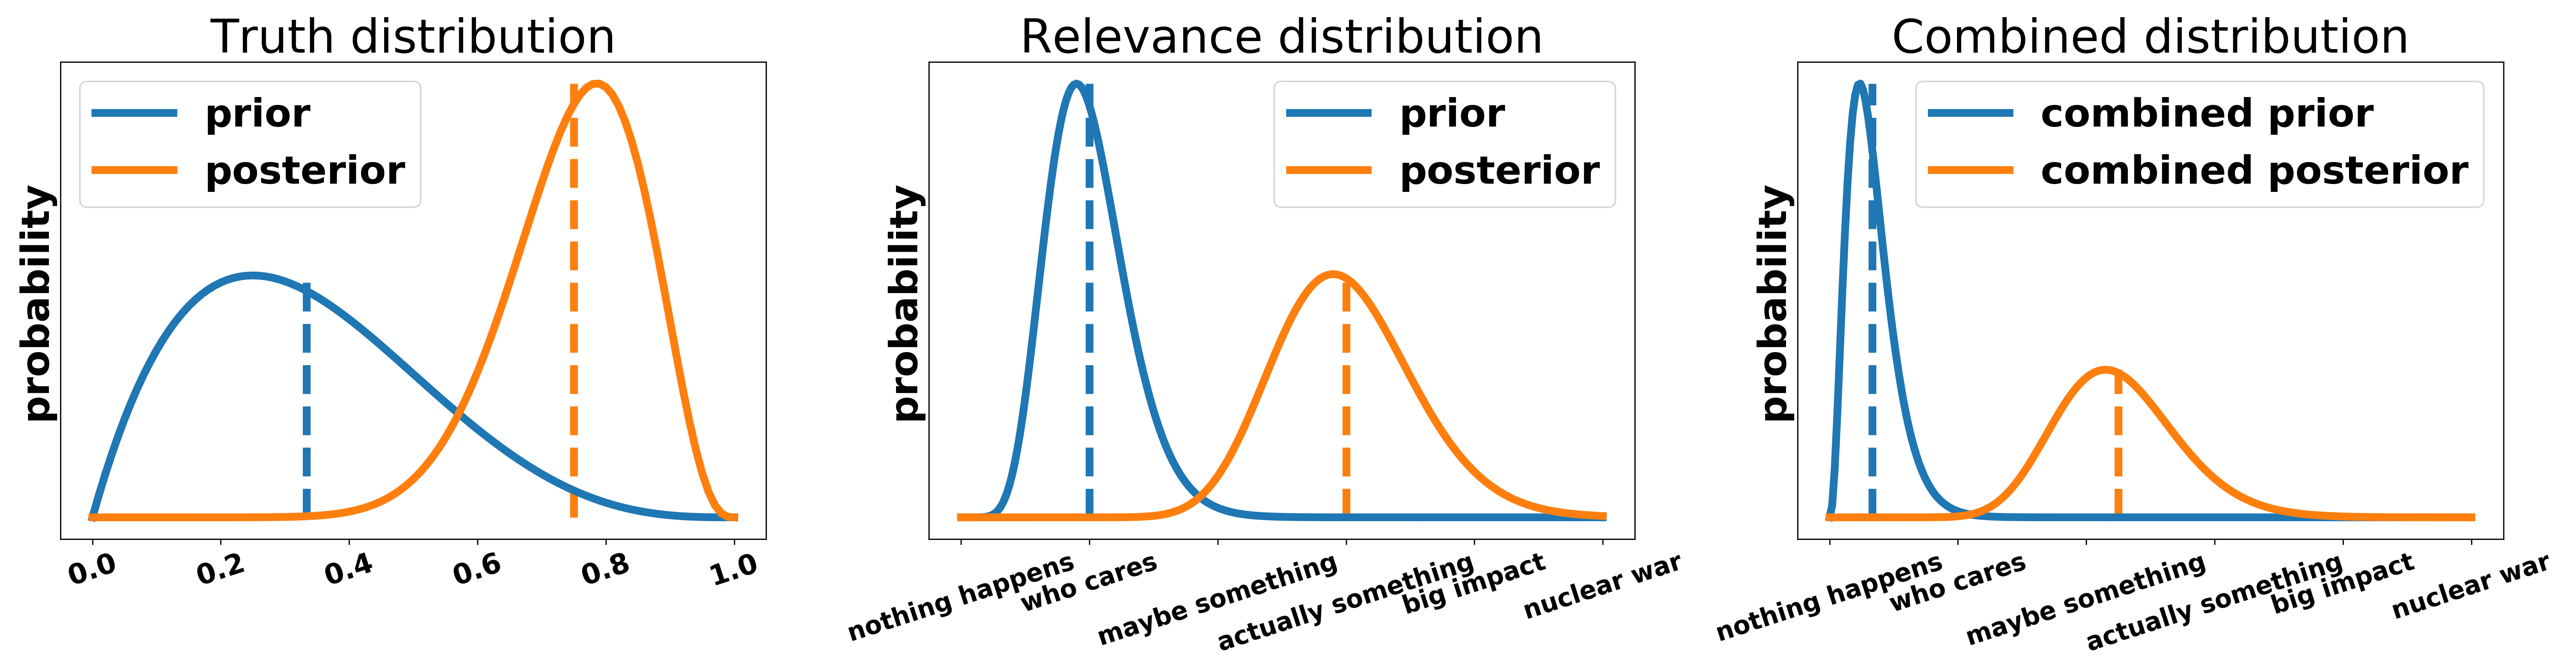 Truth distribution
prior
posterior
probability
0.0
0.2
0.4
0.6
0.8
1.0
Relevance distribution
prior
posterior
probability
nothing happens
who cares
maybe something
actually something
big impact
nuclear war
Combined distribution
combined prior
combined posterior
probability
nothing happens
who cares
maybe something
actually something
big impact
nuclear war